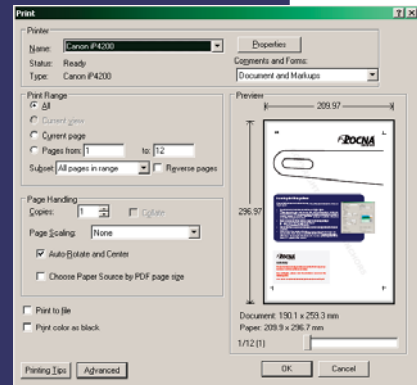 Print
Printer
Name: Canon iP4200
Properties
Status: Ready
Type: Canon iP4200
Comments and Forms:
Document and Markups
Print Range
All
Current view
Current page
Pages from: 1 to: 12
Subset: All pages in range
Reverse pages
Page Handling
Copies: 1
Collate
Page Scaling: None
Auto-Rotate and Center
Choose Paper Source by PDF page size
Print to file
Print color as black
Printing Tips
Advanced
Preview
209.97
296.97
ROCNA
Document: 190.1 x 259.3 mm
Paper: 209.9 x 296.7 mm
1/12 (1)
OK
Cancel